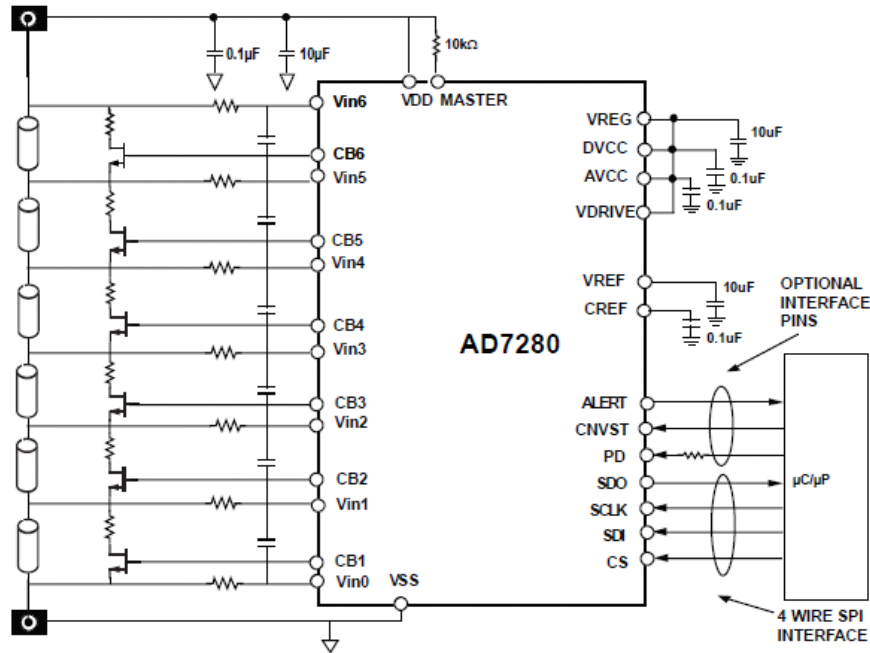 0.1µF
10µF
10kΩ
VDD MASTER
Vin6
CB6
Vin5
CB5
Vin4
CB4
Vin3
CB3
Vin2
CB2
Vin1
CB1
Vin0
VSS
AD7280
VREG
DVCC
AVCC
VDRIVE
10uF
0.1uF
0.1uF
VREF
CREF
10uF
0.1uF
OPTIONAL
INTERFACE
PINS
ALERT
CNVST
PD
SDO
SCLK
SDI
CS
µC/µP
4 WIRE SPI
INTERFACE